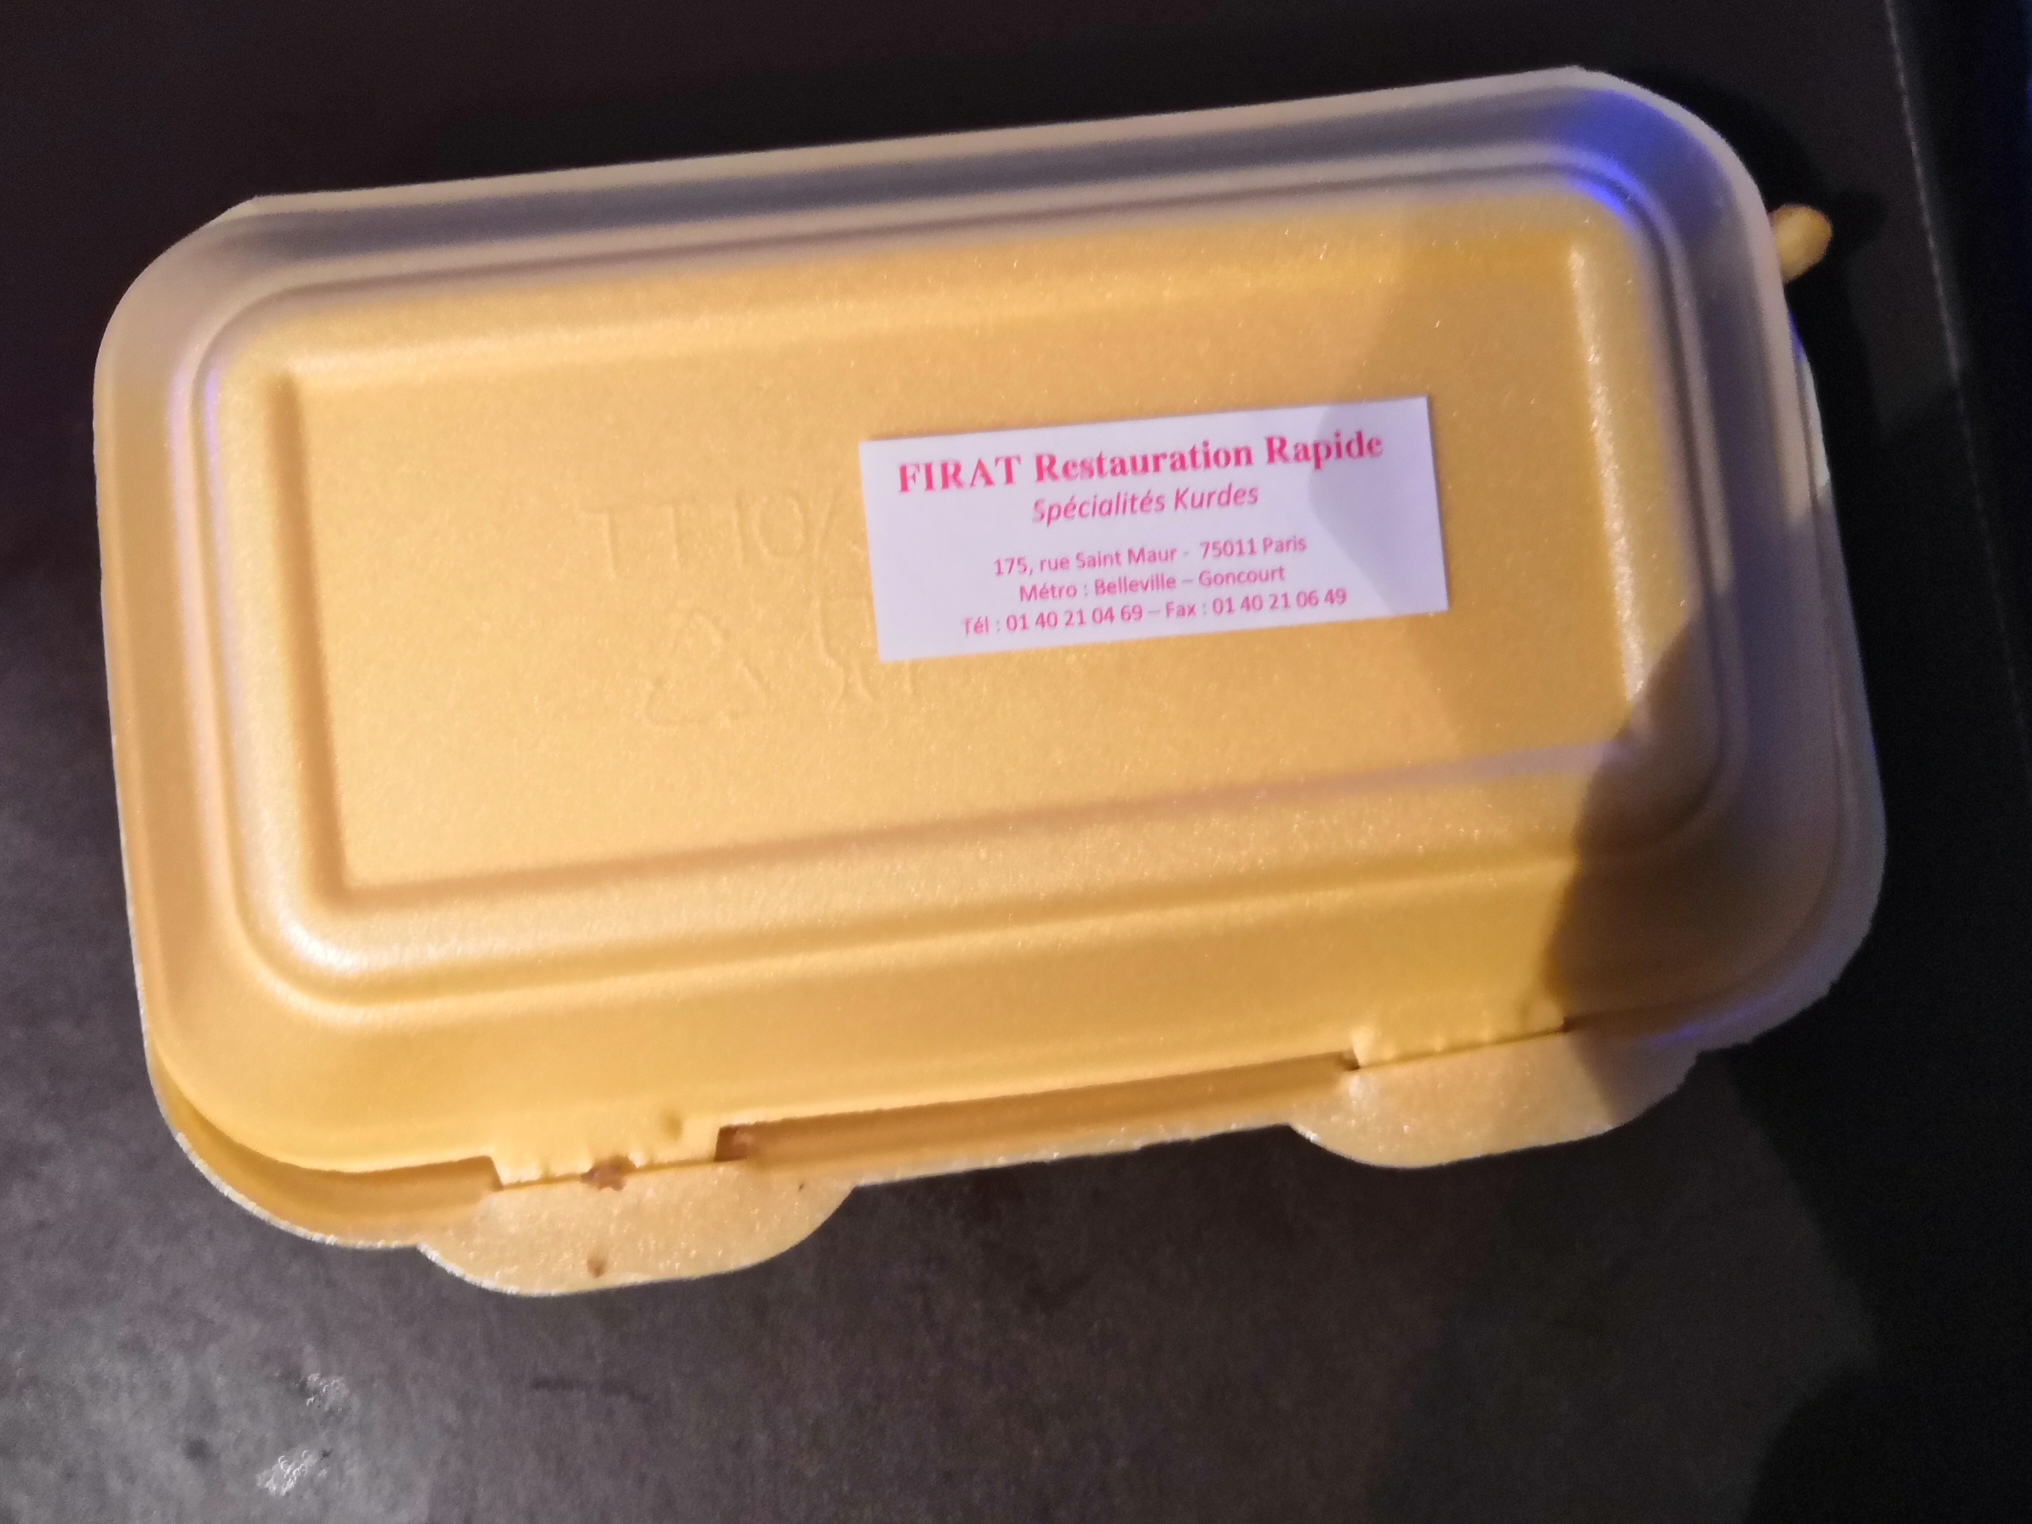 FIRAT Restauration Rapide
Spécialités Kurdes
175, rue Saint Maur - 75011 Paris
Métro : Belleville – Goncourt
Tél : 01 40 21 04 69 – Fax : 01 40 21 06 49
TT10/